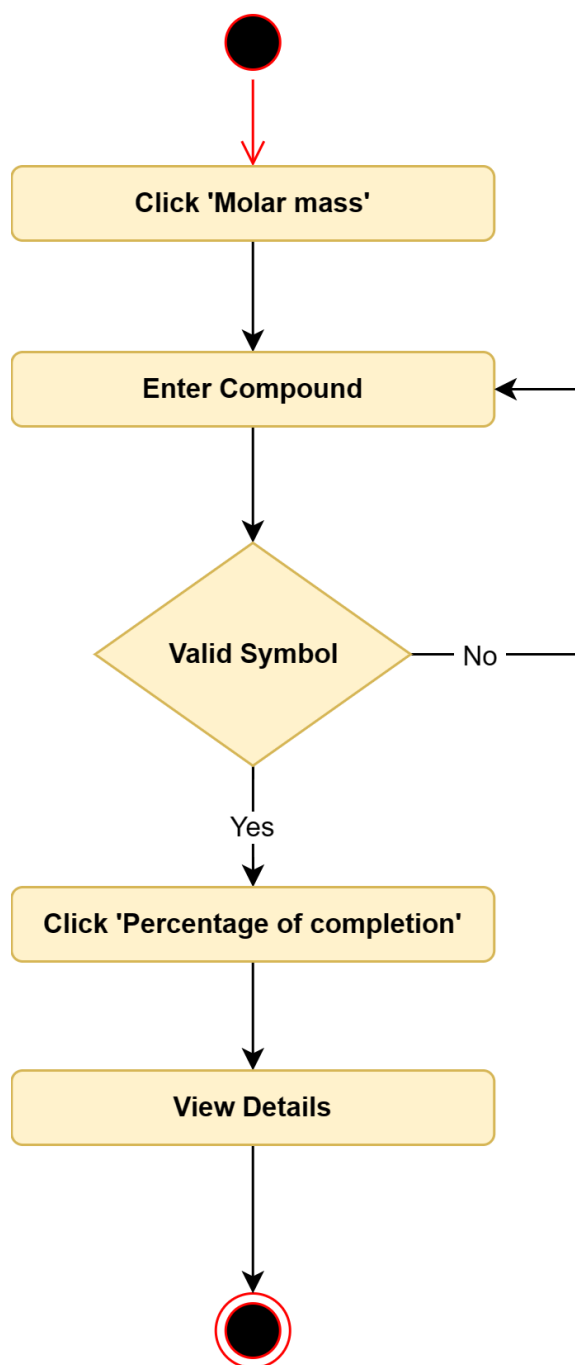 Click 'Molar mass'
Enter Compound
Valid Symbol
No
Yes
Click 'Percentage of completion'
View Details